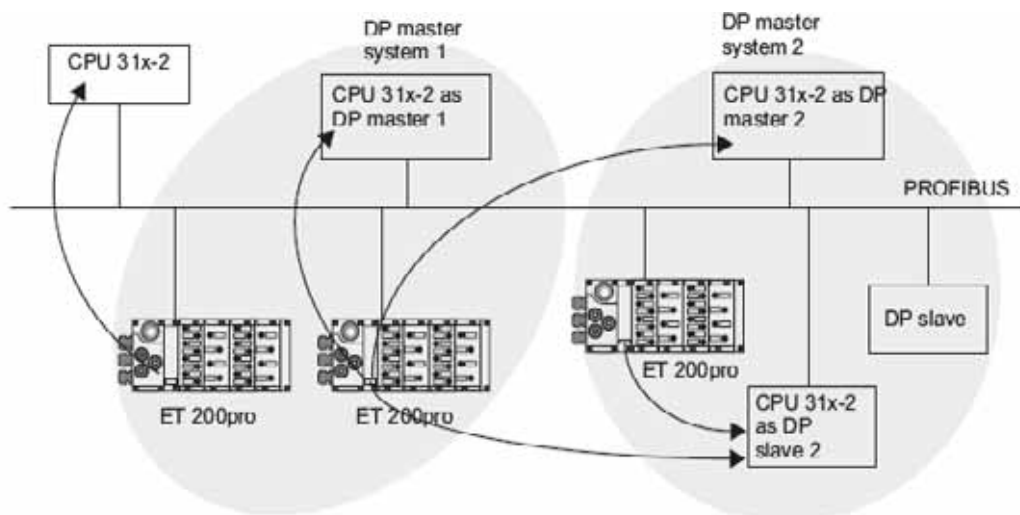 DP master
system 1
DP master
system 2
CPU 31x-2
CPU 31x-2 as
DP master 1
CPU 31x-2 as DP
master 2
PROFIBUS
DP slave
ET 200pro
ET 200pro
ET 200pro
CPU 31x-2
as DP
slave 2